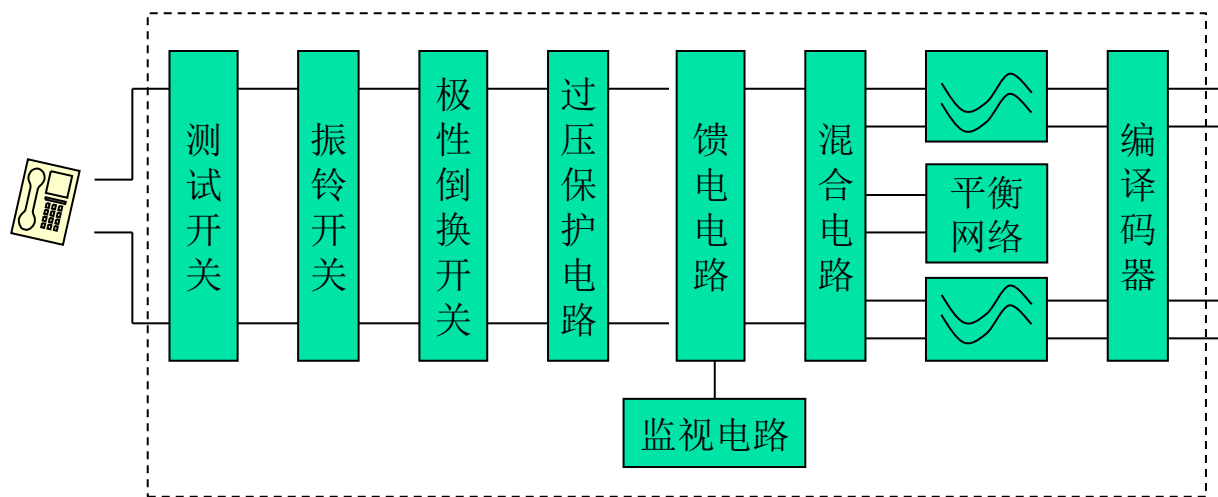 测试开关
振铃开关
极性倒换开关
过压保护电路
馈电电路
混合电路
平衡
网络
编译码器
监视电路